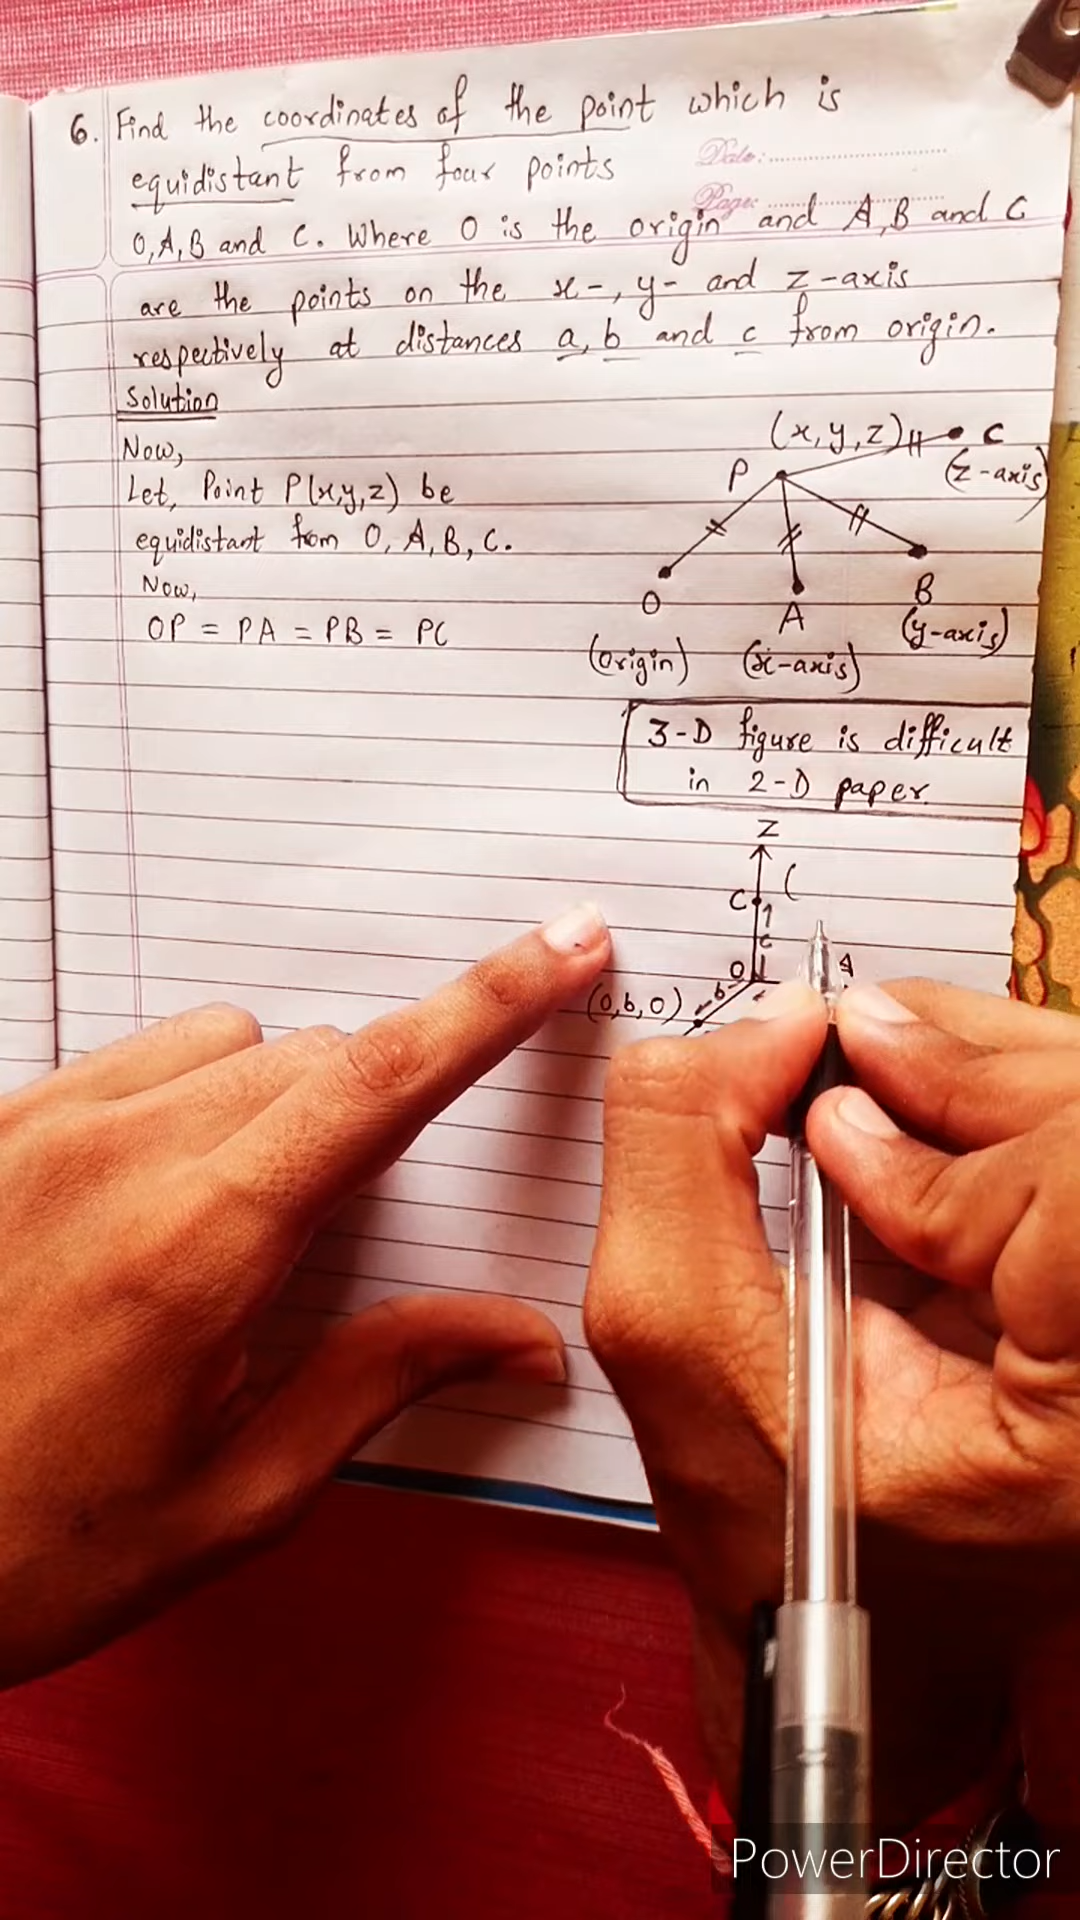 6. Find the coordinates of the point which is
equidistant from four points
Date:
Page:
O, A, B and C. Where O is the origin and A, B and C
are the points on the x-, y- and z-axis
respectively at distances a, b and c from origin.
Solution
Now,
Let, Point P(x,y,z) be
equidistant from O, A, B, C.
Now,
OP = PA = PB = PC
(x, y, z)
C
(z-axis)
P
O
(origin)
A
(x-axis)
B
(y-axis)
3-D figure is difficult
in 2-D paper.
Z
C (
c
O
A
b
(0, b, 0)
PowerDirector